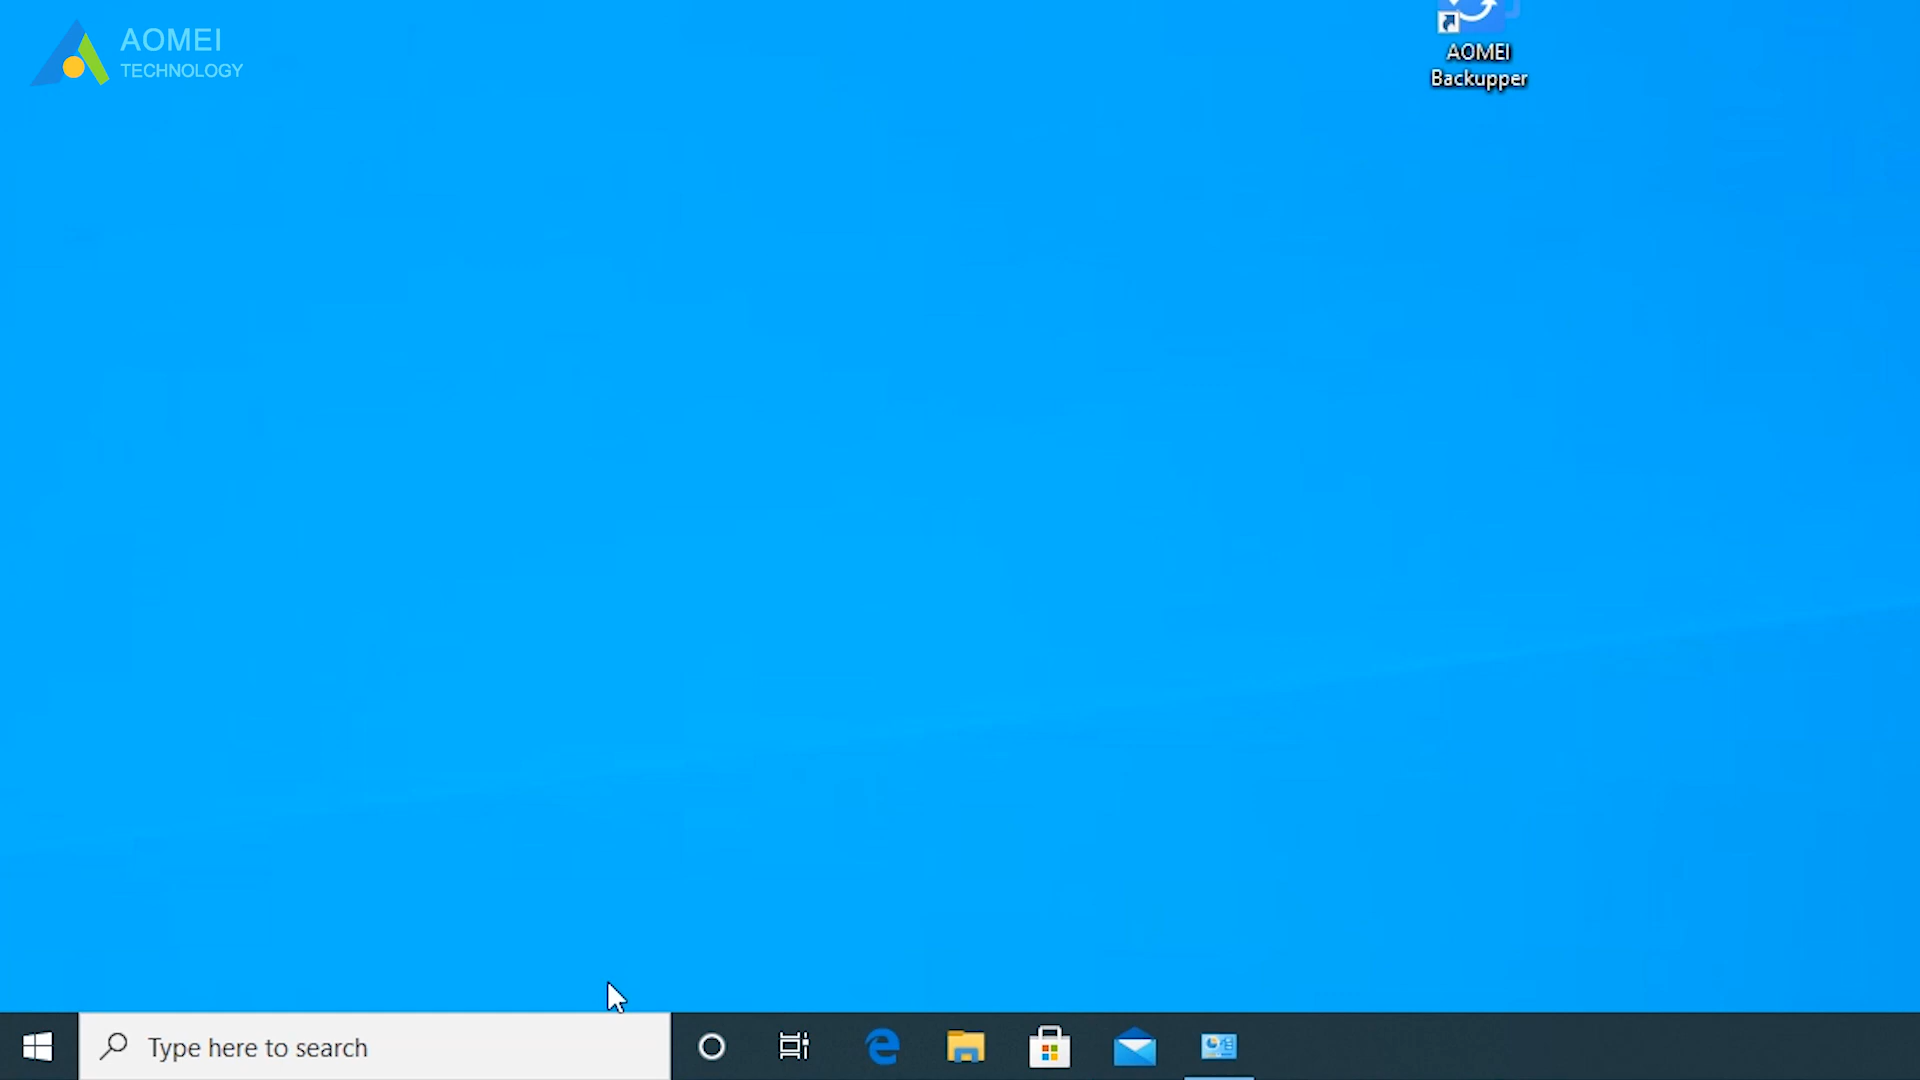 AOMEI
TECHNOLOGY
AOMEI
Backupper
Type here to search